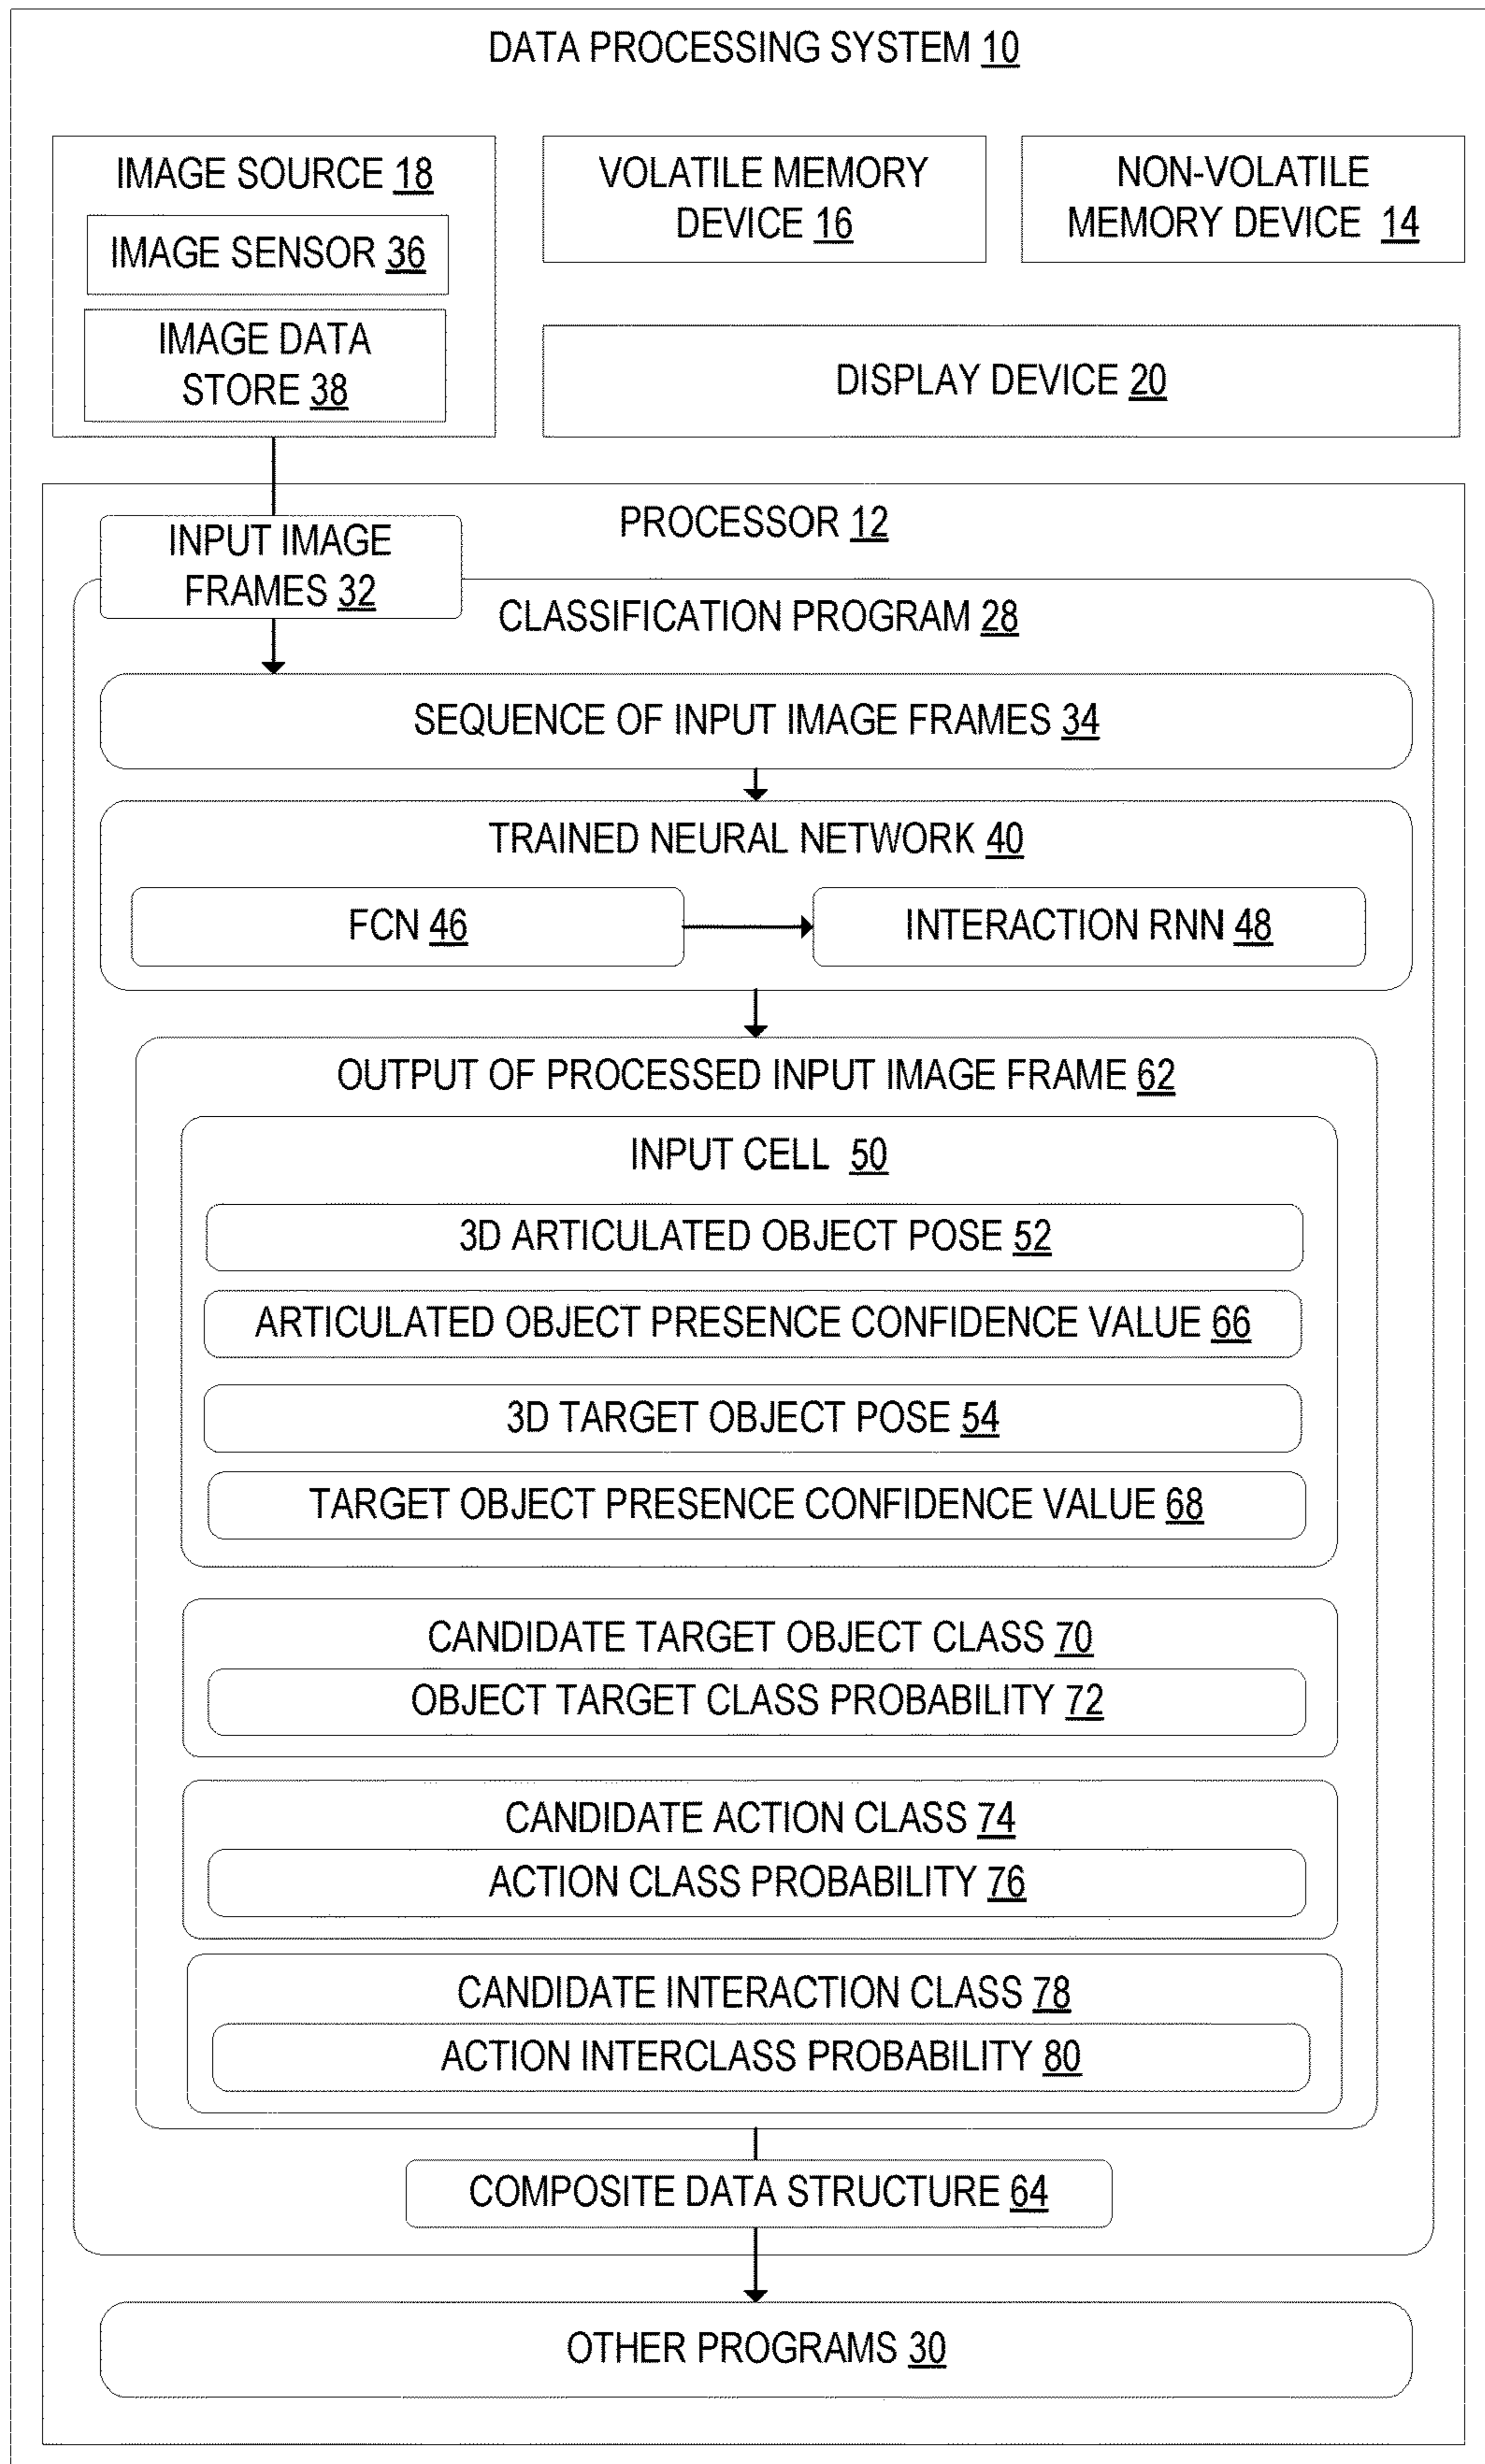 DATA PROCESSING SYSTEM 10
IMAGE SOURCE 18
IMAGE SENSOR 36
IMAGE DATA
STORE 38
VOLATILE MEMORY
DEVICE 16
NON-VOLATILE
MEMORY DEVICE 14
DISPLAY DEVICE 20
PROCESSOR 12
INPUT IMAGE
FRAMES 32
CLASSIFICATION PROGRAM 28
SEQUENCE OF INPUT IMAGE FRAMES 34
TRAINED NEURAL NETWORK 40
FCN 46
INTERACTION RNN 48
OUTPUT OF PROCESSED INPUT IMAGE FRAME 62
INPUT CELL 50
3D ARTICULATED OBJECT POSE 52
ARTICULATED OBJECT PRESENCE CONFIDENCE VALUE 66
3D TARGET OBJECT POSE 54
TARGET OBJECT PRESENCE CONFIDENCE VALUE 68
CANDIDATE TARGET OBJECT CLASS 70
OBJECT TARGET CLASS PROBABILITY 72
CANDIDATE ACTION CLASS 74
ACTION CLASS PROBABILITY 76
CANDIDATE INTERACTION CLASS 78
ACTION INTERCLASS PROBABILITY 80
COMPOSITE DATA STRUCTURE 64
OTHER PROGRAMS 30